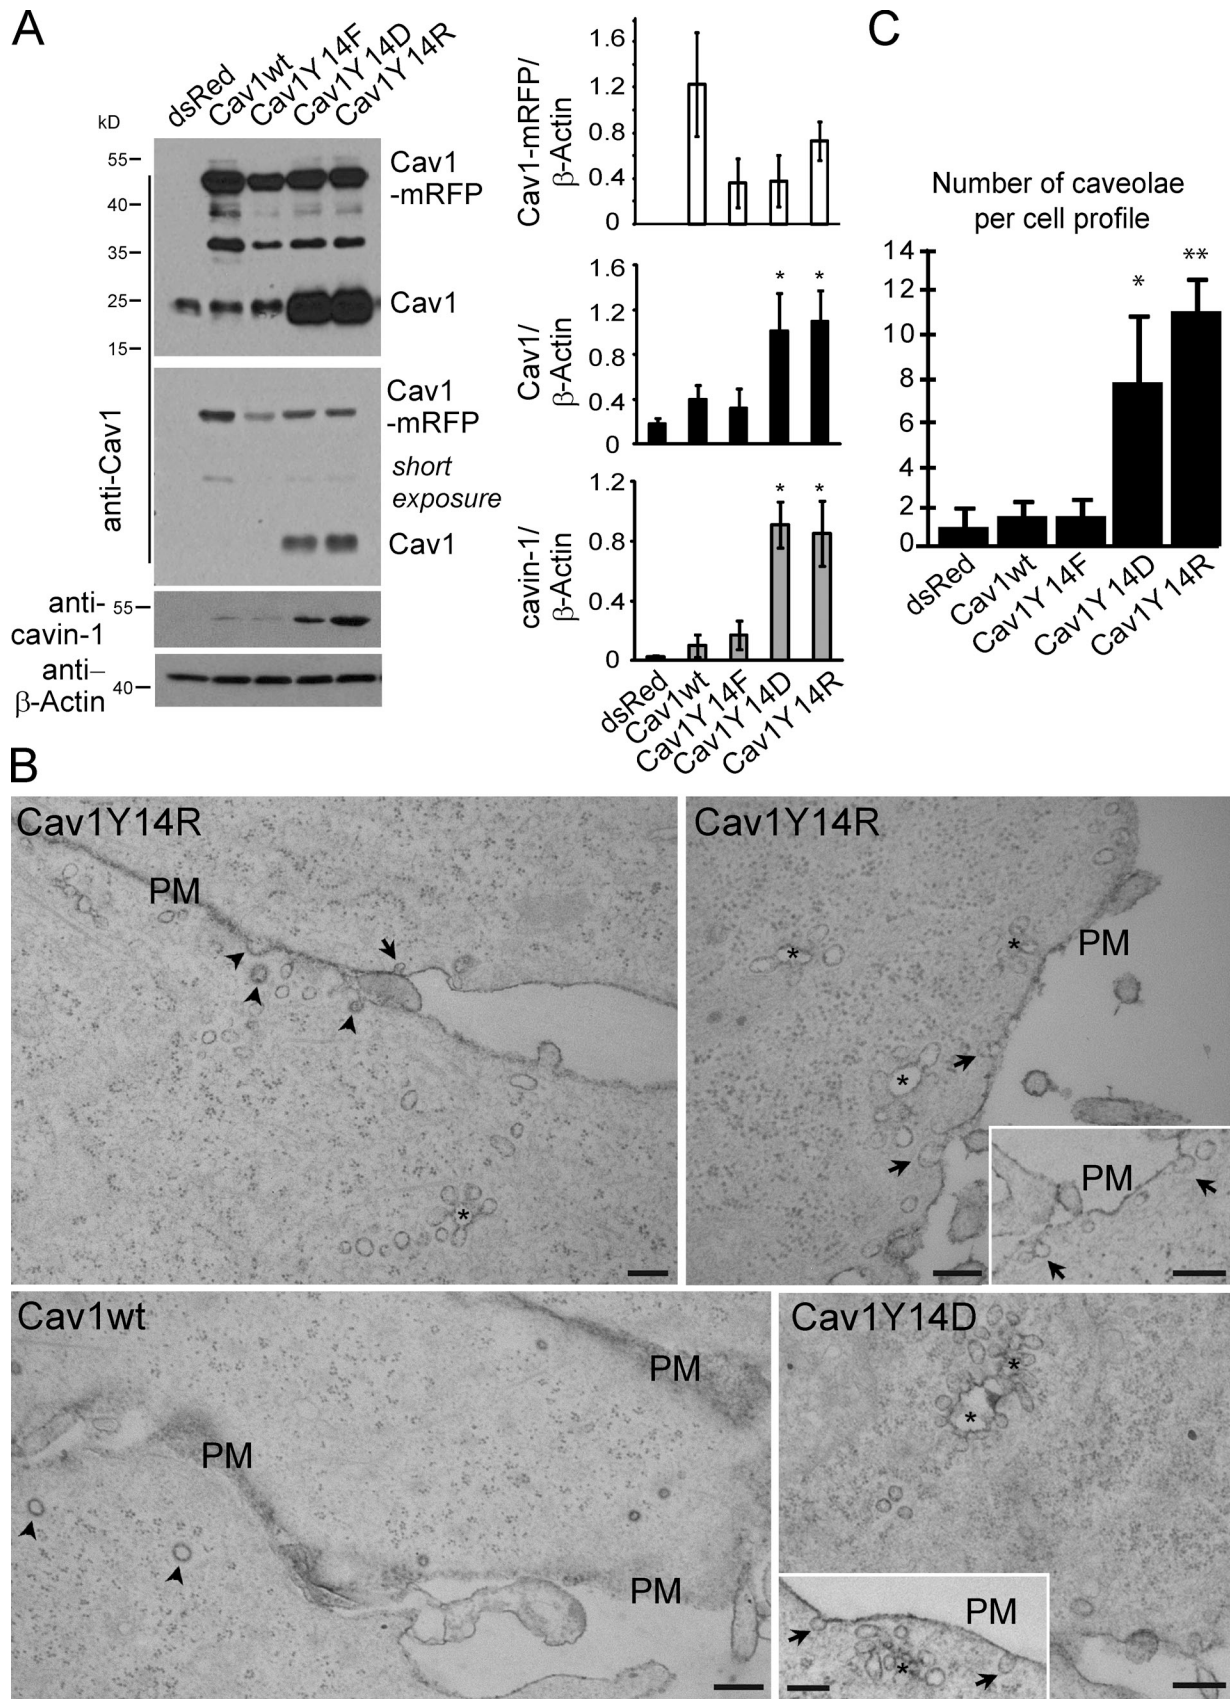 A
dsRed
Cav1wt
Cav1Y14F
Cav1Y14D
Cav1Y14R
kD
55
40
35
25
15
Cav1
-mRFP
Cav1
anti-Cav1
Cav1
-mRFP
short
exposure
Cav1
anti-
cavin-1
55
anti–
β-Actin
40
Cav1-mRFP/
β-Actin
1.6
1.2
0.8
0.4
0
Cav1/
β-Actin
1.6
1.2
0.8
0.4
0
* *
cavin-1/
β-Actin
1.2
0.8
0.4
0
* *
dsRed
Cav1wt
Cav1Y14F
Cav1Y14D
Cav1Y14R
C
Number of caveolae
per cell profile
14
12
10
8
6
4
2
0
* **
dsRed
Cav1wt
Cav1Y14F
Cav1Y14D
Cav1Y14R
B
Cav1Y14R
PM
*
Cav1Y14R
PM
* * *
PM
Cav1wt
PM
PM
PM
Cav1Y14D
* *
PM
*